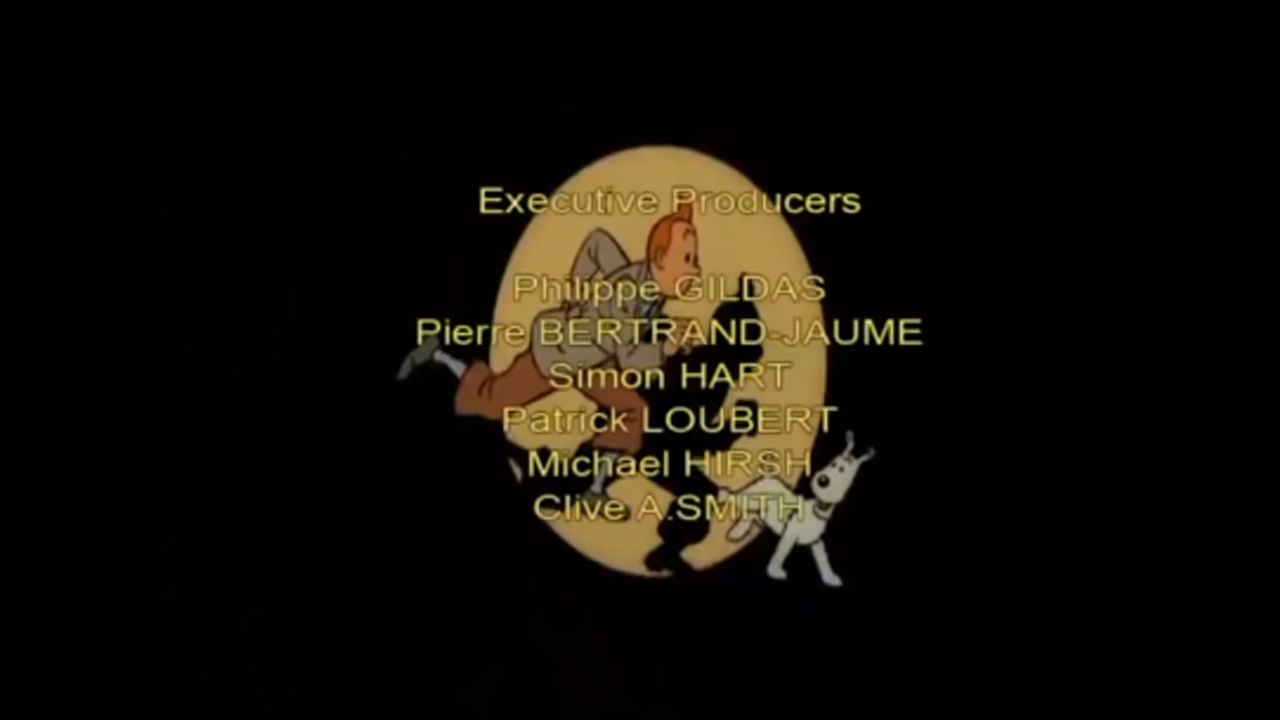 Executive Producers
Philippe GILDAS
Pierre BERTRAND-JAUME
Simon HART
Patrick LOUBERT
Michael HIRSH
Clive A.SMITH